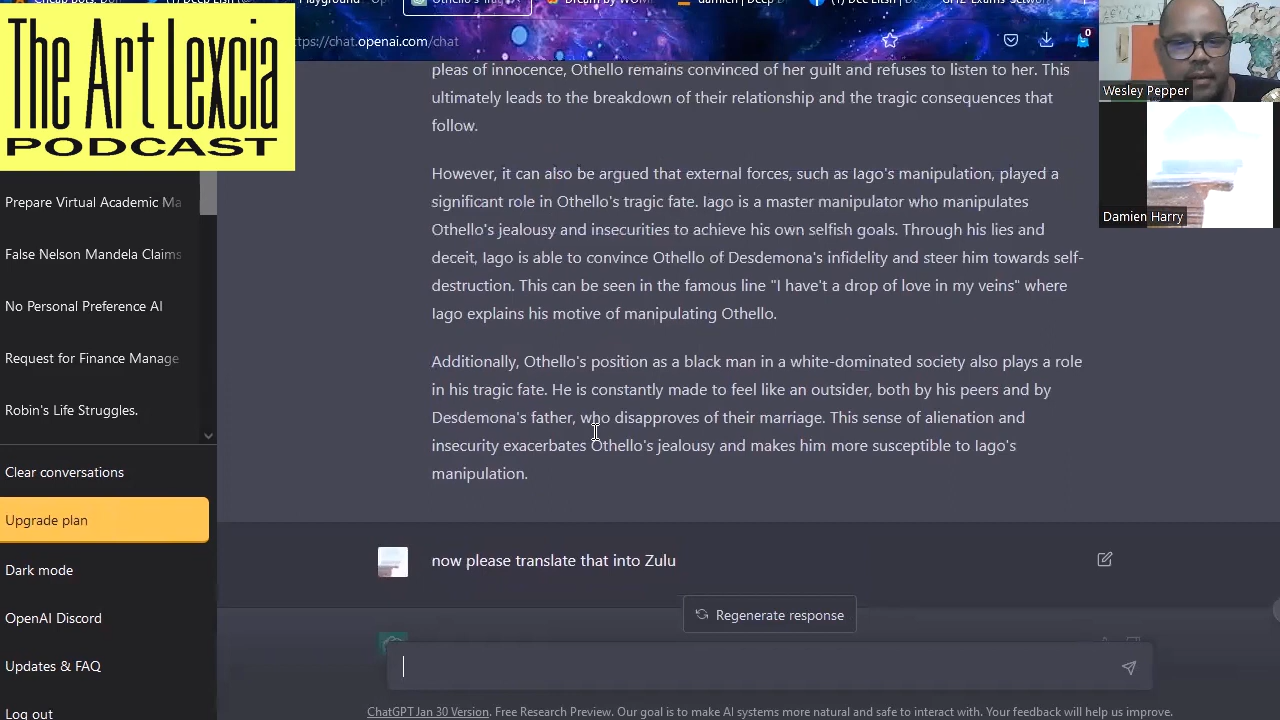 The Art Lexcia
PODCAST
https://chat.openai.com/chat
0
Wesley Pepper
Damien Harry
Prepare Virtual Academic Ma
False Nelson Mandela Claims
No Personal Preference AI
Request for Finance Manage
Robin's Life Struggles.
Clear conversations
Upgrade plan
Dark mode
OpenAI Discord
Updates & FAQ
Log out
pleas of innocence, Othello remains convinced of her guilt and refuses to listen to her. This
ultimately leads to the breakdown of their relationship and the tragic consequences that
follow.
However, it can also be argued that external forces, such as Iago's manipulation, played a
significant role in Othello's tragic fate. Iago is a master manipulator who manipulates
Othello's jealousy and insecurities to achieve his own selfish goals. Through his lies and
deceit, Iago is able to convince Othello of Desdemona's infidelity and steer him towards self-
destruction. This can be seen in the famous line "I have't a drop of love in my veins" where
Iago explains his motive of manipulating Othello.
Additionally, Othello's position as a black man in a white-dominated society also plays a role
in his tragic fate. He is constantly made to feel like an outsider, both by his peers and by
Desdemona's father, who disapproves of their marriage. This sense of alienation and
insecurity exacerbates Othello's jealousy and makes him more susceptible to Iago's
manipulation.
now please translate that into Zulu
Regenerate response
ChatGPT Jan 30 Version. Free Research Preview. Our goal is to make AI systems more natural and safe to interact with. Your feedback will help us improve.